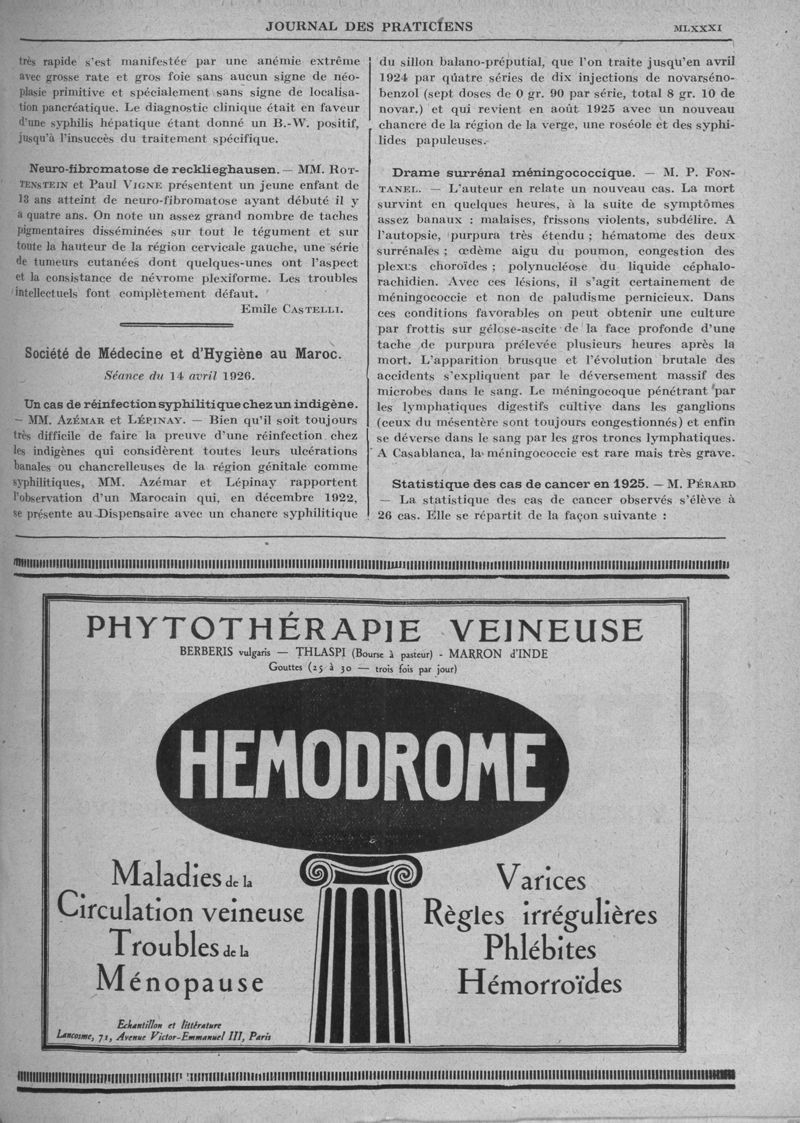 JOURNAL DES PRATICIENS
MLXXXI
très rapide s'est manifestée par une anémie extrême
avec grosse rate et gros foie sans aucun signe de néo-
plasie primitive et spécialement sans signe de localisa-
tion pancréatique. Le diagnostic clinique était en faveur
d'une syphilis hépatique étant donné un B.-W. positif,
jusqu'à l'insuccès du traitement spécifique.
Neuro-fibromatose de recklieghausen. — MM. ROT-
TENSTEIN et Paul VIGNE présentent un jeune enfant de
13 ans atteint de neuro-fibromatose ayant débuté il y
a quatre ans. On note un assez grand nombre de taches
pigmentaires disséminées sur tout le tégument et sur
toute la hauteur de la région cervicale gauche, une série
de tumeurs cutanées dont quelques-unes ont l'aspect
et la consistance de névrome plexiforme. Les troubles
intellectuels font complètement défaut.
Emile CASTELLI.
Société de Médecine et d'Hygiène au Maroc.
Séance du 14 avril 1926.
Un cas de réinfection syphilitique chez un indigène.
— MM. AZÉMAR et LÉPINAY. — Bien qu'il soit toujours
très difficile de faire la preuve d'une réinfection chez
les indigènes qui considèrent toutes leurs ulcérations
banales ou chancrelleuses de la région génitale comme
syphilitiques, MM. Azémar et Lépinay rapportent
l'observation d'un Marocain qui, en décembre 1922,
se présente au Dispensaire avec un chancre syphilitique
du sillon balano-préputial, que l'on traite jusqu'en avril
1924 par quatre séries de dix injections de novarséno-
benzol (sept doses de 0 gr. 90 par série, total 8 gr. 10 de
novar.) et qui revient en août 1925 avec un nouveau
chancre de la région de la verge, une roséole et des syphi-
lides papuleuses.
Drame surrénal méningococcique. — M. P. FON-
TANEL. — L'auteur en relate un nouveau cas. La mort
survint en quelques heures, à la suite de symptômes
assez banaux : malaises, frissons violents, subdélire. A
l'autopsie, purpura très étendu ; hématome des deux
surrénales ; œdème aigu du poumon, congestion des
plexus choroïdes ; polynucléose du liquide céphalo-
rachidien. Avec ces lésions, il s'agit certainement de
méningococcie et non de paludisme pernicieux. Dans
ces conditions favorables on peut obtenir une culture
par frottis sur gélose-ascite de la face profonde d'une
tache de purpura prélevée plusieurs heures après la
mort. L'apparition brusque et l'évolution brutale des
accidents s'expliquent par le déversement massif des
microbes dans le sang. Le méningocoque pénétrant par
les lymphatiques digestifs cultive dans les ganglions
(ceux du mésentère sont toujours congestionnés) et enfin
se déverse dans le sang par les gros troncs lymphatiques.
A Casablanca, la méningococcie est rare mais très grave.
Statistique des cas de cancer en 1925. — M. PÉRARD
— La statistique des cas de cancer observés s'élève à
26 cas. Elle se répartit de la façon suivante :
PHYTOTHÉRAPIE VEINEUSE
BERBERIS vulgaris — THLASPI (Bourse à pasteur) - MARRON d'INDE
Gouttes (25 à 30 — trois fois par jour)
HEMODROME
Maladies de la
Circulation veineuse
Troubles de la
Ménopause
Varices
Règles irrégulières
Phlébites
Hémorroïdes
Echantillon et littérature
Lancosme, 71, Avenue Victor-Emmanuel III, Paris